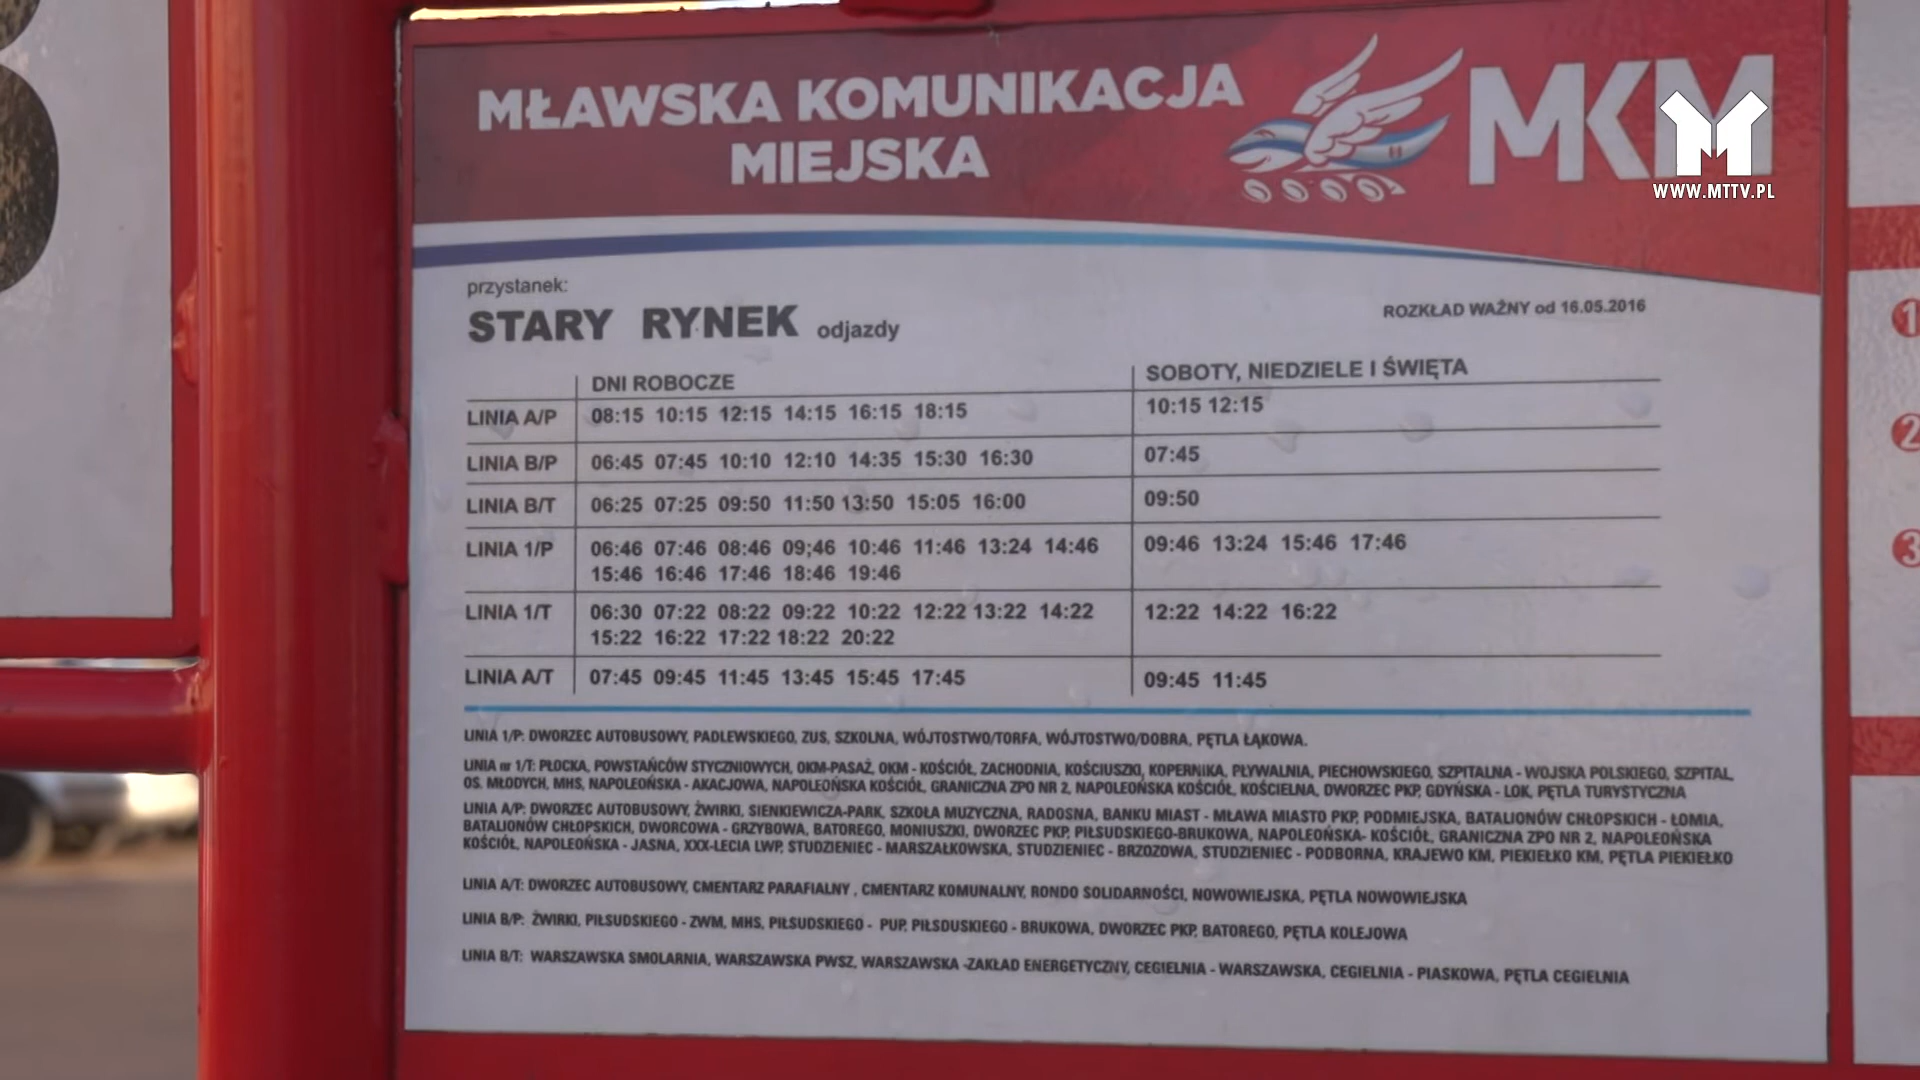 MŁAWSKA KOMUNIKACJA
MIEJSKA
MKM
WWW.MTTV.PL
przystanek:
STARY RYNEK odjazdy
ROZKŁAD WAŻNY od 16.05.2016
DNI ROBOCZE SOBOTY, NIEDZIELE I ŚWIĘTA
LINIA A/P 08:15 10:15 12:15 14:15 16:15 18:15 10:15 12:15
LINIA B/P 06:45 07:45 10:10 12:10 14:35 15:30 16:30 07:45
LINIA B/T 06:25 07:25 09:50 11:50 13:50 15:05 16:00 09:50
LINIA 1/P 06:46 07:46 08:46 09;46 10:46 11:46 13:24 14:46 09:46 13:24 15:46 17:46
15:46 16:46 17:46 18:46 19:46
LINIA 1/T 06:30 07:22 08:22 09:22 10:22 12:22 13:22 14:22 12:22 14:22 16:22
15:22 16:22 17:22 18:22 20:22
LINIA A/T 07:45 09:45 11:45 13:45 15:45 17:45 09:45 11:45
LINIA 1/P: DWORZEC AUTOBUSOWY, PADLEWSKIEGO, ZUS, SZKOLNA, WÓJTOSTWO/TORFA, WÓJTOSTWO/DOBRA, PĘTLA ŁĄKOWA.
LINIA nr 1/T: PŁOCKA, POWSTAŃCÓW STYCZNIOWYCH, OKM-PASAŻ, OKM - KOŚCIÓŁ, ZACHODNIA, KOŚCIUSZKI, KOPERNIKA, PŁYWALNIA, PIECHOWSKIEGO, SZPITALNA - WOJSKA POLSKIEGO, SZPITAL,
OS. MŁODYCH, MHS, NAPOLEOŃSKA - AKACJOWA, NAPOLEOŃSKA KOŚCIÓŁ, GRANICZNA ZPO NR 2, NAPOLEOŃSKA KOŚCIÓŁ, KOŚCIELNA, DWORZEC PKP, GDYŃSKA - LOK, PĘTLA TURYSTYCZNA
LINIA A/P: DWORZEC AUTOBUSOWY, ŻWIRKI, SIENKIEWICZA-PARK, SZKOŁA MUZYCZNA, RADOSNA, BANKU MIAST - MŁAWA MIASTO PKP, PODMIEJSKA, BATALIONÓW CHŁOPSKICH - ŁOMIA,
BATALIONÓW CHŁOPSKICH, DWORCOWA - GRZYBOWA, BATOREGO, MONIUSZKI, DWORZEC PKP, PIŁSUDSKIEGO-BRUKOWA, NAPOLEOŃSKA- KOŚCIÓŁ, GRANICZNA ZPO NR 2, NAPOLEOŃSKA
KOŚCIÓŁ, NAPOLEOŃSKA - JASNA, XXX-LECIA LWP, STUDZIENIEC - MARSZAŁKOWSKA, STUDZIENIEC - BRZOZOWA, STUDZIENIEC - PODBORNA, KRAJEWO KM, PIEKIEŁKO KM, PĘTLA PIEKIEŁKO
LINIA A/T: DWORZEC AUTOBUSOWY, CMENTARZ PARAFIALNY , CMENTARZ KOMUNALNY, RONDO SOLIDARNOŚCI, NOWOWIEJSKA, PĘTLA NOWOWIEJSKA
LINIA B/P: ŻWIRKI, PIŁSUDSKIEGO - ZWM, MHS, PIŁSUDSKIEGO - PUP, PIŁSDUSKIEGO - BRUKOWA, DWORZEC PKP, BATOREGO, PĘTLA KOLEJOWA
LINIA B/T: WARSZAWSKA SMOLARNIA, WARSZAWSKA PWSZ, WARSZAWSKA -ZAKŁAD ENERGETYCZNY, CEGIELNIA - WARSZAWSKA, CEGIELNIA - PIASKOWA, PĘTLA CEGIELNIA
1
2
3